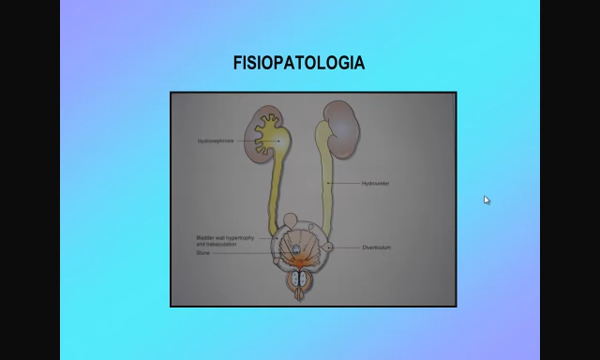 FISIOPATOLOGIA
Hydronephrosis
Hydroureter
Bladder wall hypertrophy
and trabeculation
Stone
Diverticulum